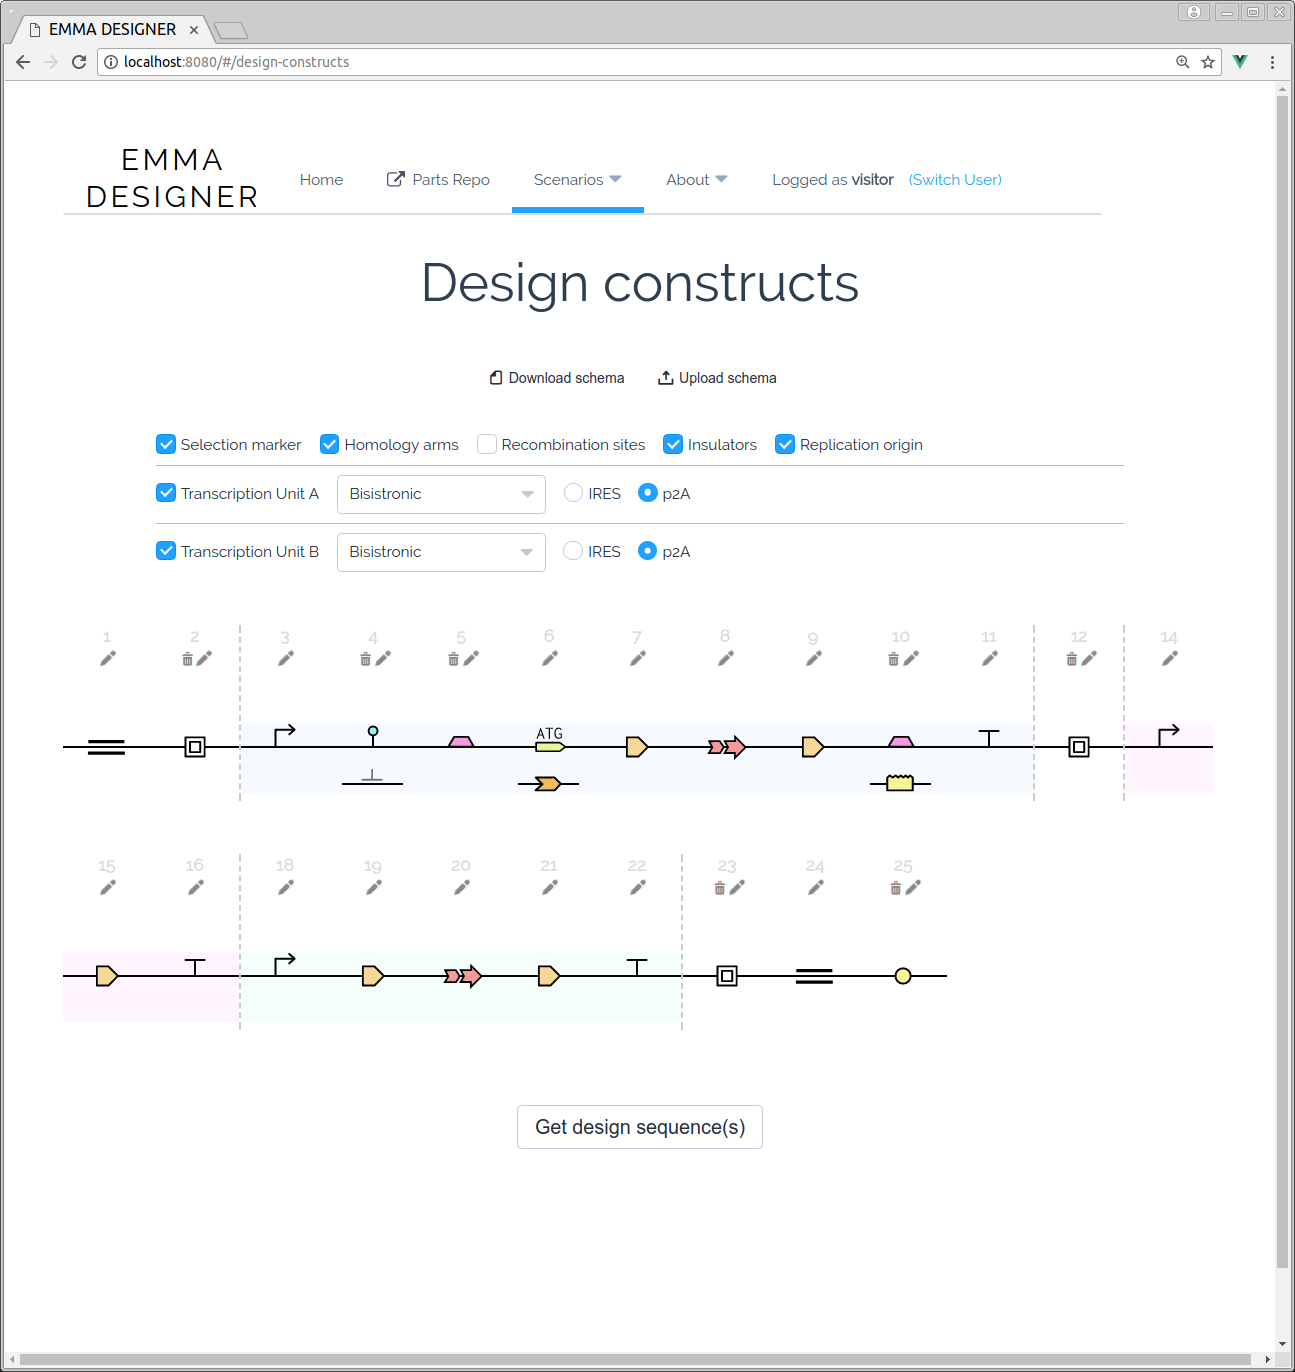 EMMA DESIGNER
localhost:8080/#/design-constructs
EMMA
DESIGNER
Home Parts Repo Scenarios About Logged as visitor (Switch User)
Design constructs
Download schema Upload schema
Selection marker Homology arms Recombination sites Insulators Replication origin
Transcription Unit A Bisistronic IRES p2A
Transcription Unit B Bisistronic IRES p2A
1 2 3 4 5 6 7 8 9 10 11 12 14
ATG
15 16 18 19 20 21 22 23 24 25
Get design sequence(s)